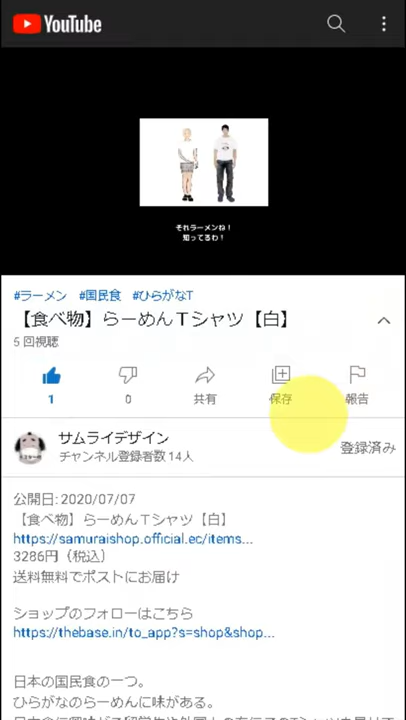 YouTube
それラーメンね！
知ってるわ！
#ラーメン #国民食 #ひらがなT
【食べ物】らーめんTシャツ【白】
5 回視聴
1
0
共有
保存
報告
サムライデザイン
チャンネル登録者数 14人
登録済み
公開日: 2020/07/07
【食べ物】らーめんTシャツ【白】
https://samuraishop.official.ec/items...
3286円（税込）
送料無料でポストにお届け
ショップのフォローはこちら
https://thebase.in/to_app?s=shop&shop...
日本の国民食の一つ。
ひらがなのらーめんに味がある。